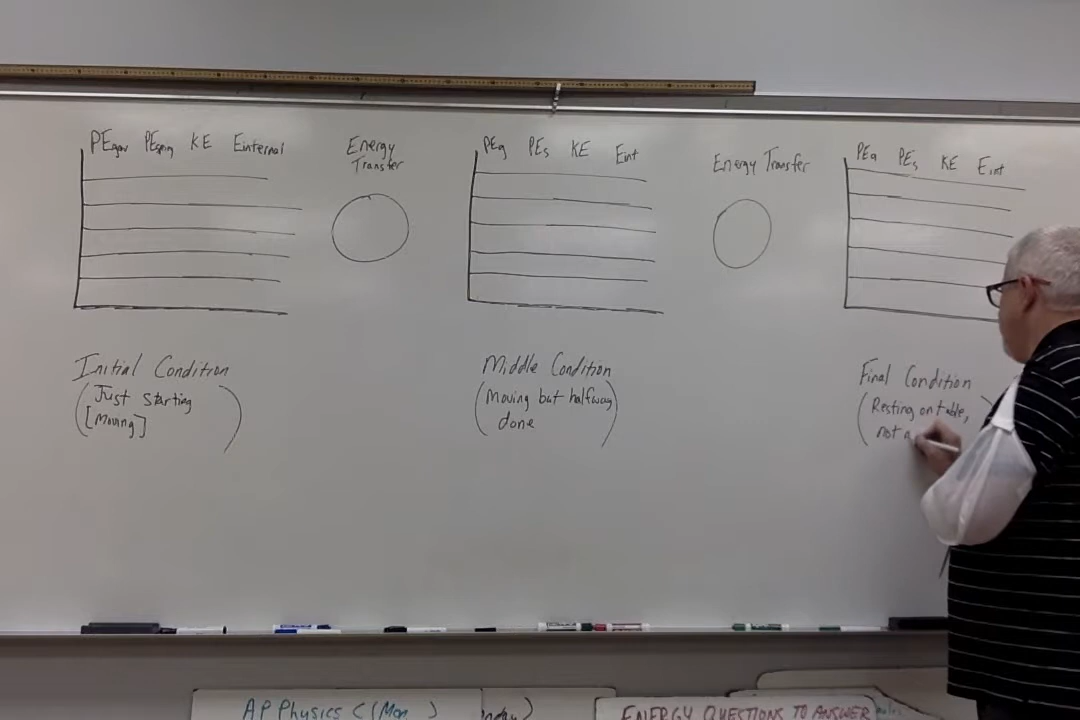 PEgrav PEspring KE Einternal
Energy
Transfer
PEg PEs KE Eint
Energy Transfer
PEg PEs KE Eint
Initial Condition
(Just starting
[Moving])
Middle Condition
(Moving but halfway
done)
Final Condition
(Resting on table,
not
AP Physics C (Mon
ENERGY QUESTIONS TO ANSWER